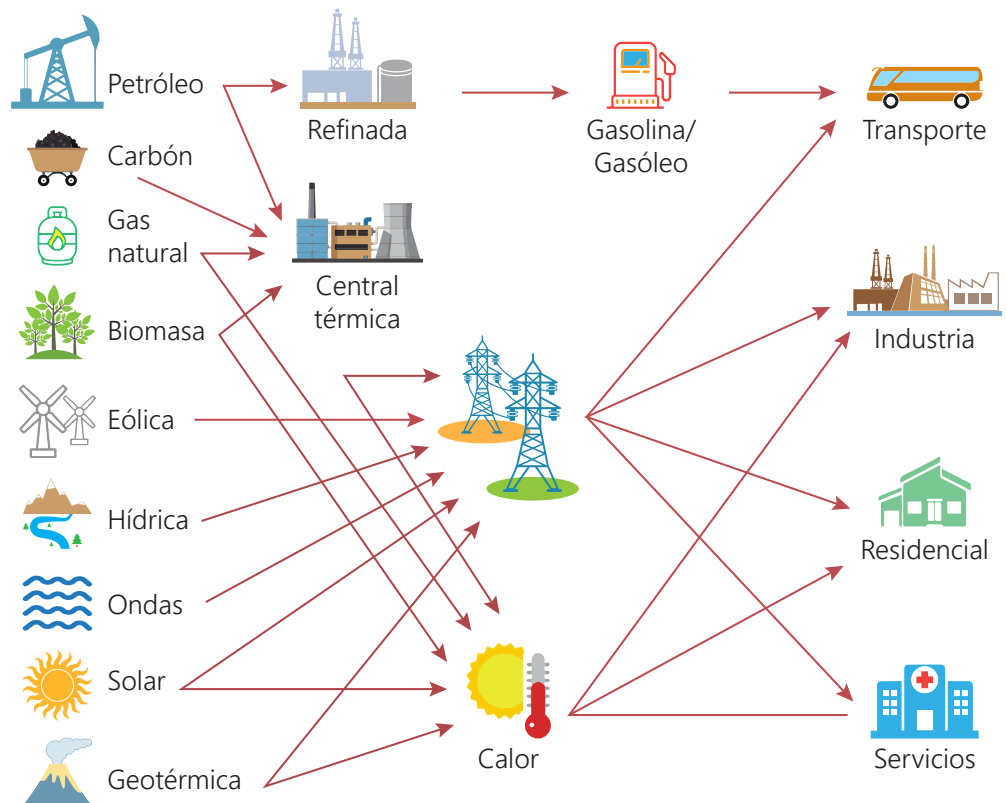 Petróleo
Carbón
Gas
natural
Biomasa
Eólica
Hídrica
Ondas
Solar
Geotérmica
Refinada
Central
térmica
Gasolina/
Gasóleo
Calor
Transporte
Industria
Residencial
Servicios